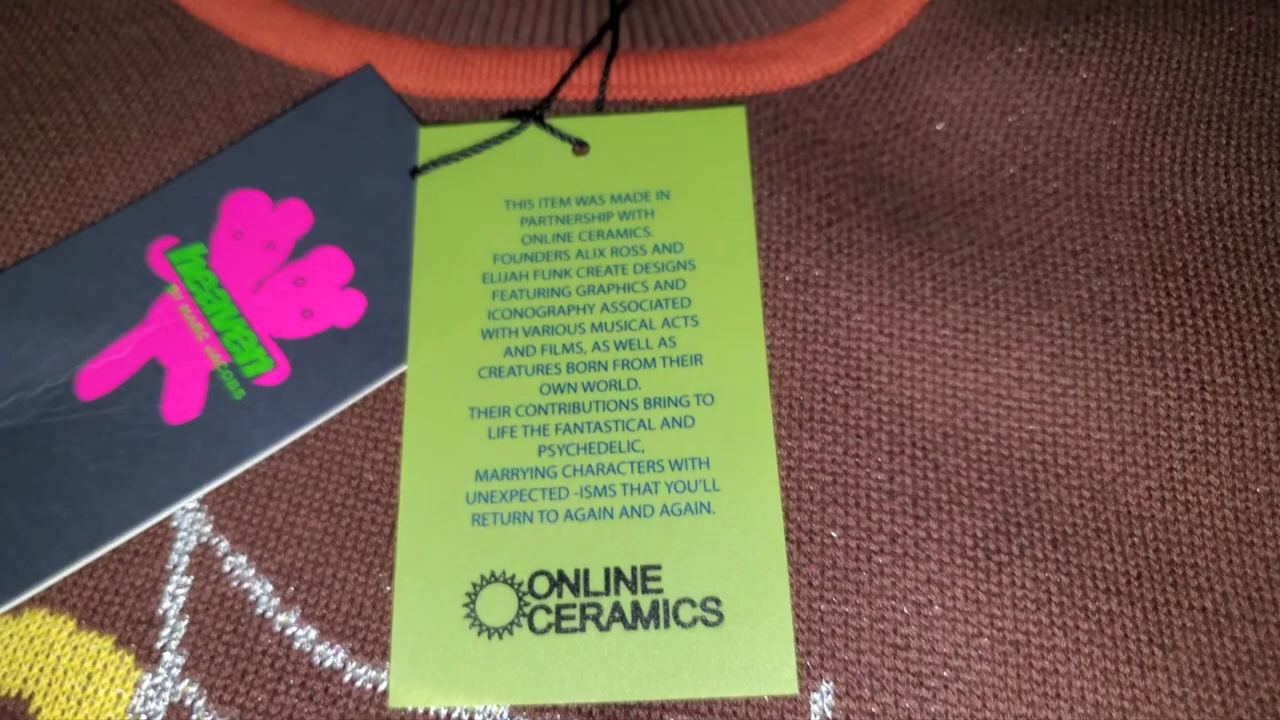 heaven
BY MARC JACOBS
THIS ITEM WAS MADE IN
PARTNERSHIP WITH
ONLINE CERAMICS.
FOUNDERS ALIX ROSS AND
ELIJAH FUNK CREATE DESIGNS
FEATURING GRAPHICS AND
ICONOGRAPHY ASSOCIATED
WITH VARIOUS MUSICAL ACTS
AND FILMS, AS WELL AS
CREATURES BORN FROM THEIR
OWN WORLD.
THEIR CONTRIBUTIONS BRING TO
LIFE THE FANTASTICAL AND
PSYCHEDELIC,
MARRYING CHARACTERS WITH
UNEXPECTED -ISMS THAT YOU'LL
RETURN TO AGAIN AND AGAIN.
ONLINE
CERAMICS